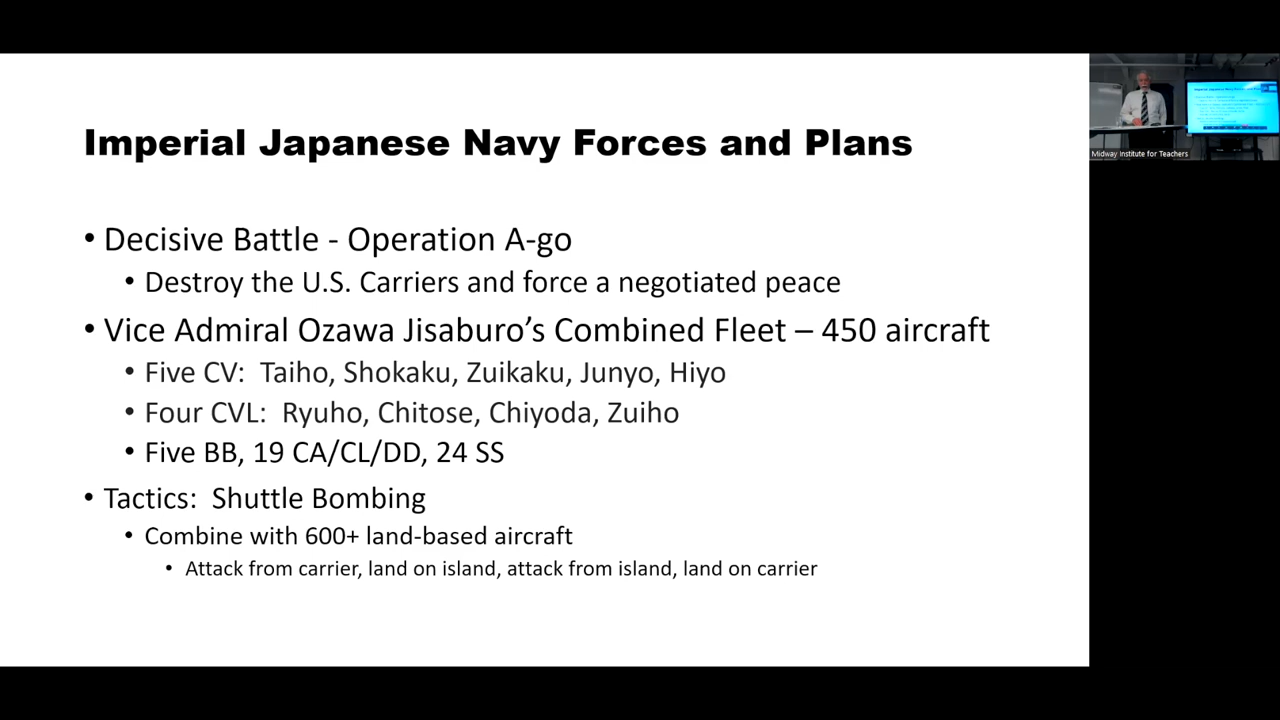 Imperial Japanese Navy Forces and Plans
• Decisive Battle - Operation A-go
• Destroy the U.S. Carriers and force a negotiated peace
• Vice Admiral Ozawa Jisaburo’s Combined Fleet – 450 aircraft
• Five CV:  Taiho, Shokaku, Zuikaku, Junyo, Hiyo
• Four CVL:  Ryuho, Chitose, Chiyoda, Zuiho
• Five BB, 19 CA/CL/DD, 24 SS
• Tactics:  Shuttle Bombing
• Combine with 600+ land-based aircraft
• Attack from carrier, land on island, attack from island, land on carrier
Midway Institute for Teachers